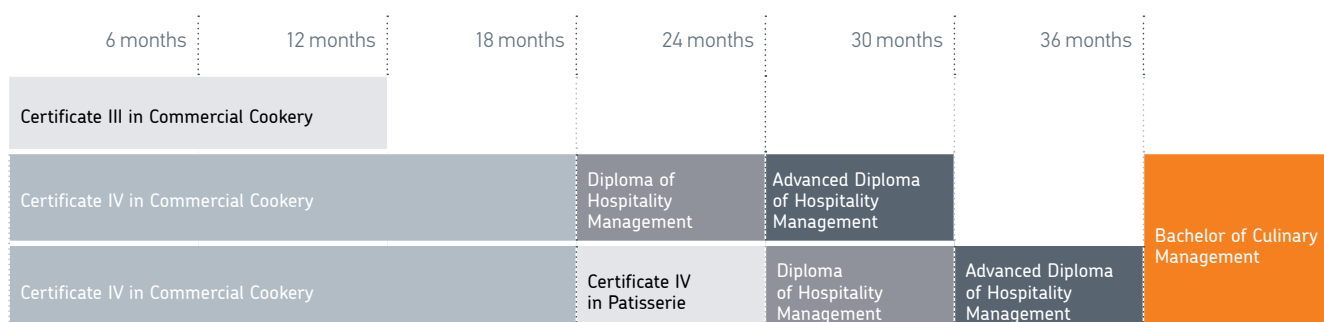 6 months
12 months
18 months
24 months
30 months
36 months
Certificate III in Commercial Cookery
Certificate IV in Commercial Cookery
Diploma of
Hospitality
Management
Advanced Diploma
of Hospitality
Management
Certificate IV in Commercial Cookery
Certificate IV
in Patisserie
Diploma
of Hospitality
Management
Advanced Diploma
of Hospitality
Management
Bachelor of Culinary
Management